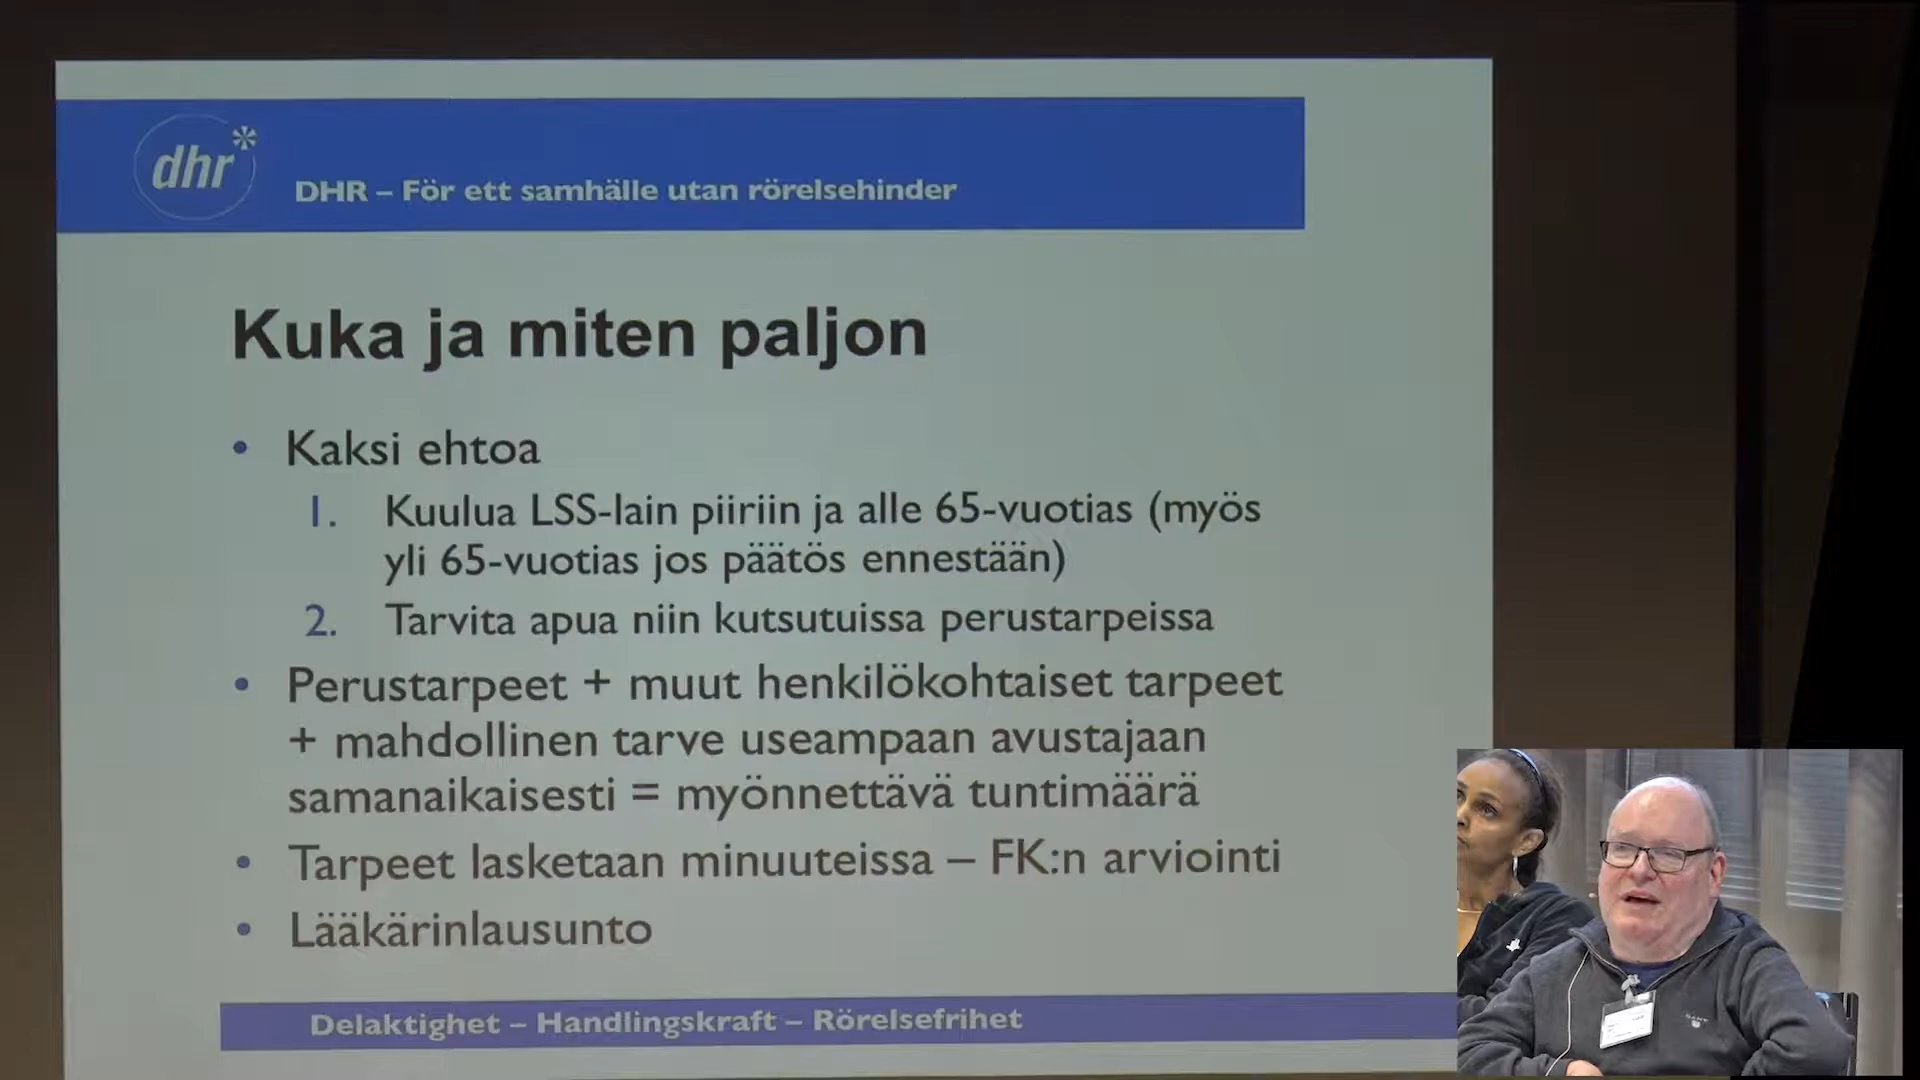 dhr
DHR – För ett samhälle utan rörelsehinder
Kuka ja miten paljon
• Kaksi ehtoa
1. Kuulua LSS-lain piiriin ja alle 65-vuotias (myös
yli 65-vuotias jos päätös ennestään)
2. Tarvita apua niin kutsutuissa perustarpeissa
• Perustarpeet + muut henkilökohtaiset tarpeet
+ mahdollinen tarve useampaan avustajaan
samanaikaisesti = myönnettävä tuntimäärä
• Tarpeet lasketaan minuuteissa – FK:n arviointi
• Lääkärinlausunto
Delaktighet – Handlingskraft – Rörelsefrihet
GANT